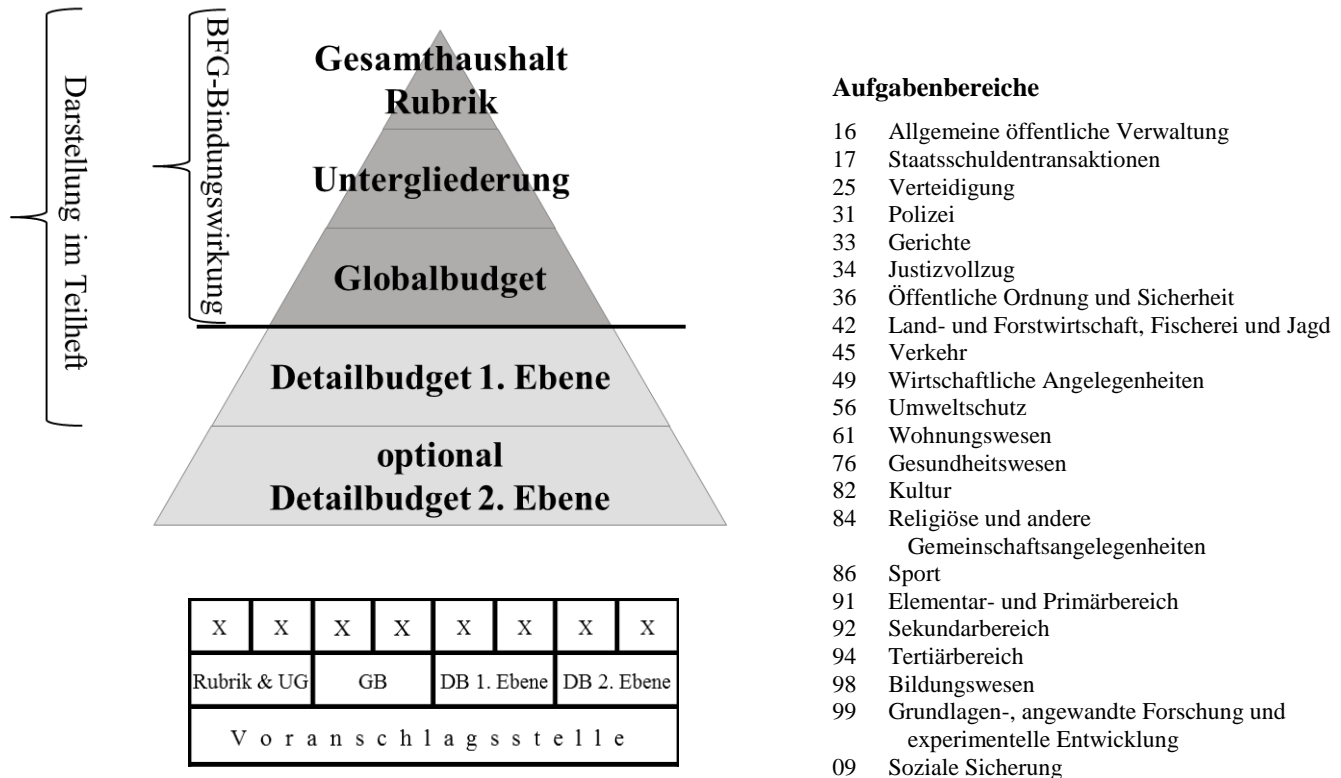 Darstellung im Teilheft
BFG-Bindungswirkung
Gesamthaushalt
Rubrik
Untergliederung
Globalbudget
Detailbudget 1. Ebene
optional
Detailbudget 2. Ebene
X X X X X X X X
Rubrik & UG GB DB 1. Ebene DB 2. Ebene
Voranschlagsstelle
Aufgabenbereiche
16 Allgemeine öffentliche Verwaltung
17 Staatsschuldentransaktionen
25 Verteidigung
31 Polizei
33 Gerichte
34 Justizvollzug
36 Öffentliche Ordnung und Sicherheit
42 Land- und Forstwirtschaft, Fischerei und Jagd
45 Verkehr
49 Wirtschaftliche Angelegenheiten
56 Umweltschutz
61 Wohnungswesen
76 Gesundheitswesen
82 Kultur
84 Religiöse und andere
Gemeinschaftsangelegenheiten
86 Sport
91 Elementar- und Primärbereich
92 Sekundarbereich
94 Tertiärbereich
98 Bildungswesen
99 Grundlagen-, angewandte Forschung und
experimentelle Entwicklung
09 Soziale Sicherung